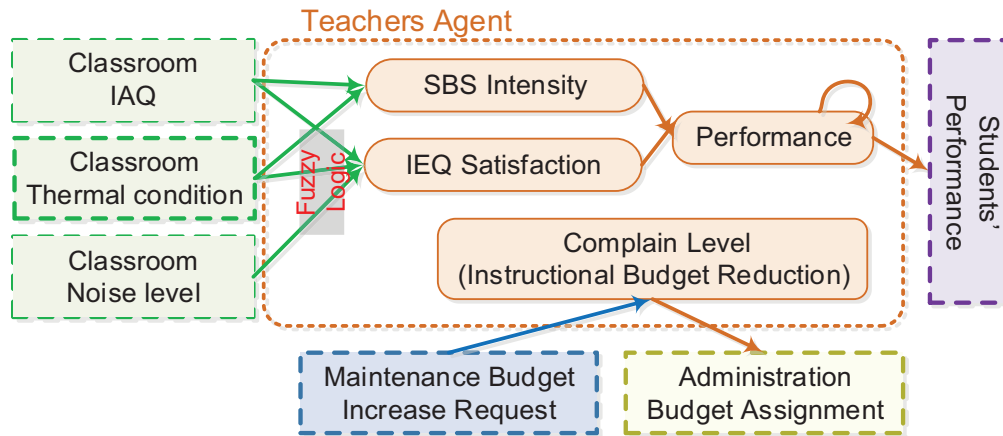 Teachers Agent
Classroom
IAQ
Classroom
Thermal condition
Classroom
Noise level
Fuzzy
Logic
SBS Intensity
IEQ Satisfaction
Performance
Complain Level
(Instructional Budget Reduction)
Students'
Performance
Maintenance Budget
Increase Request
Administration
Budget Assignment